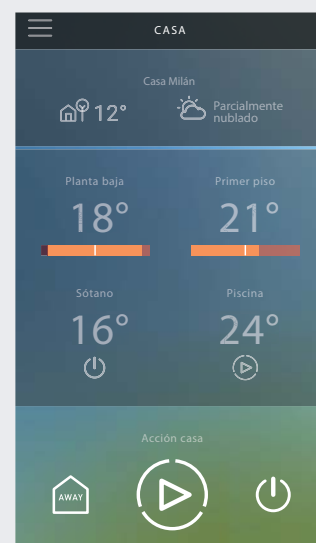 CASA
Casa Milán
12°
Parcialmente
nublado
Planta baja
Primer piso
18°
21°
Sótano
Piscina
16°
24°
Acción casa
AWAY